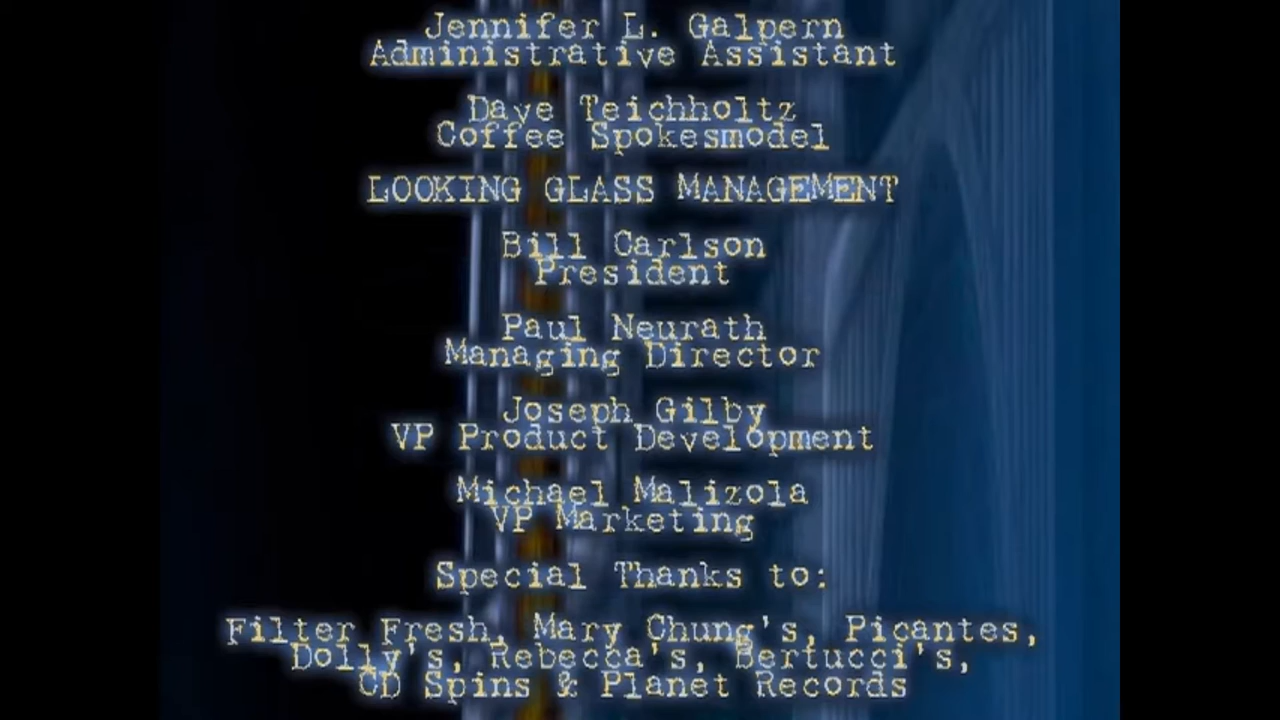 Jennifer L. Galpern
Administrative Assistant
Dave Teichholtz
Coffee Spokesmodel
LOOKING GLASS MANAGEMENT
Bill Carlson
President
Paul Neurath
Managing Director
Joseph Gilby
VP Product Development
Michael Malizola
VP Marketing
Special Thanks to:
Filter Fresh, Mary Chung's, Picantes,
Dolly's, Rebecca's, Bertucci's,
CD Spins & Planet Records